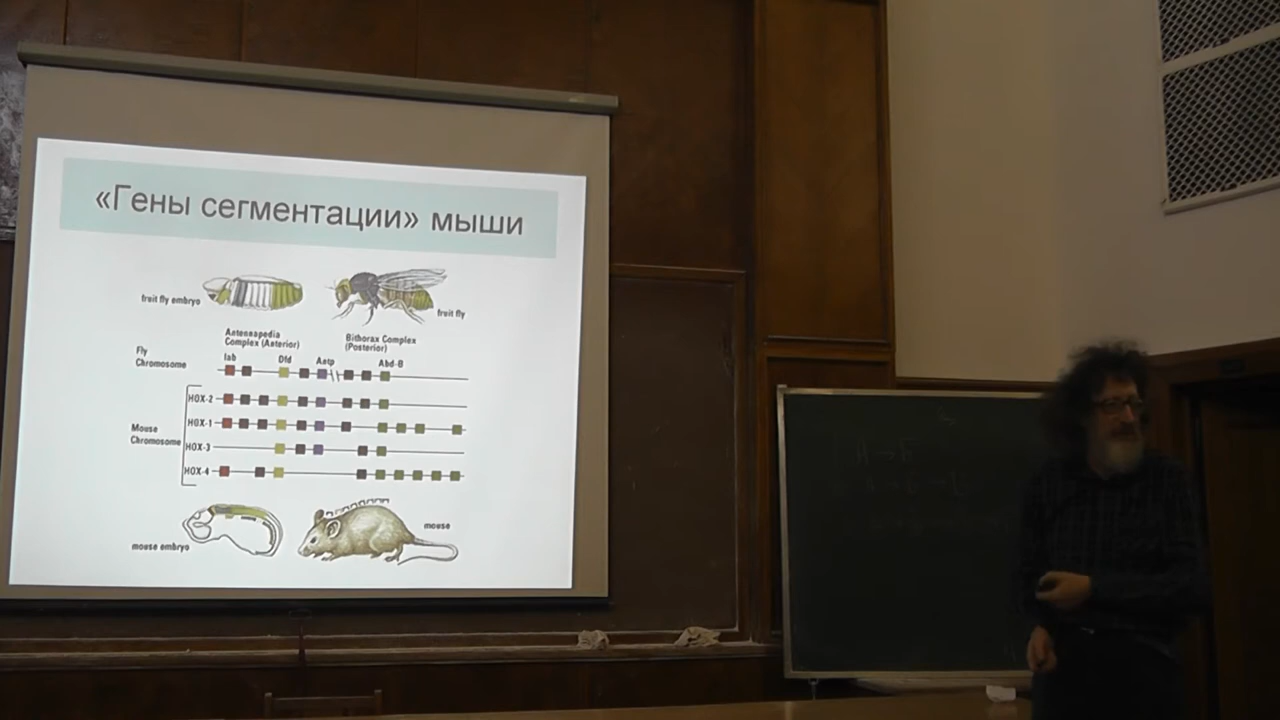 «Гены сегментации» мыши
fruit fly embryo
fruit fly
Antennapedia
Complex (Anterior)
Bithorax Complex
(Posterior)
Fly
Chromosome
lab
Dfd
Antp
Abd-B
HOX-2
HOX-1
Mouse
Chromosome
HOX-3
HOX-4
mouse embryo
mouse